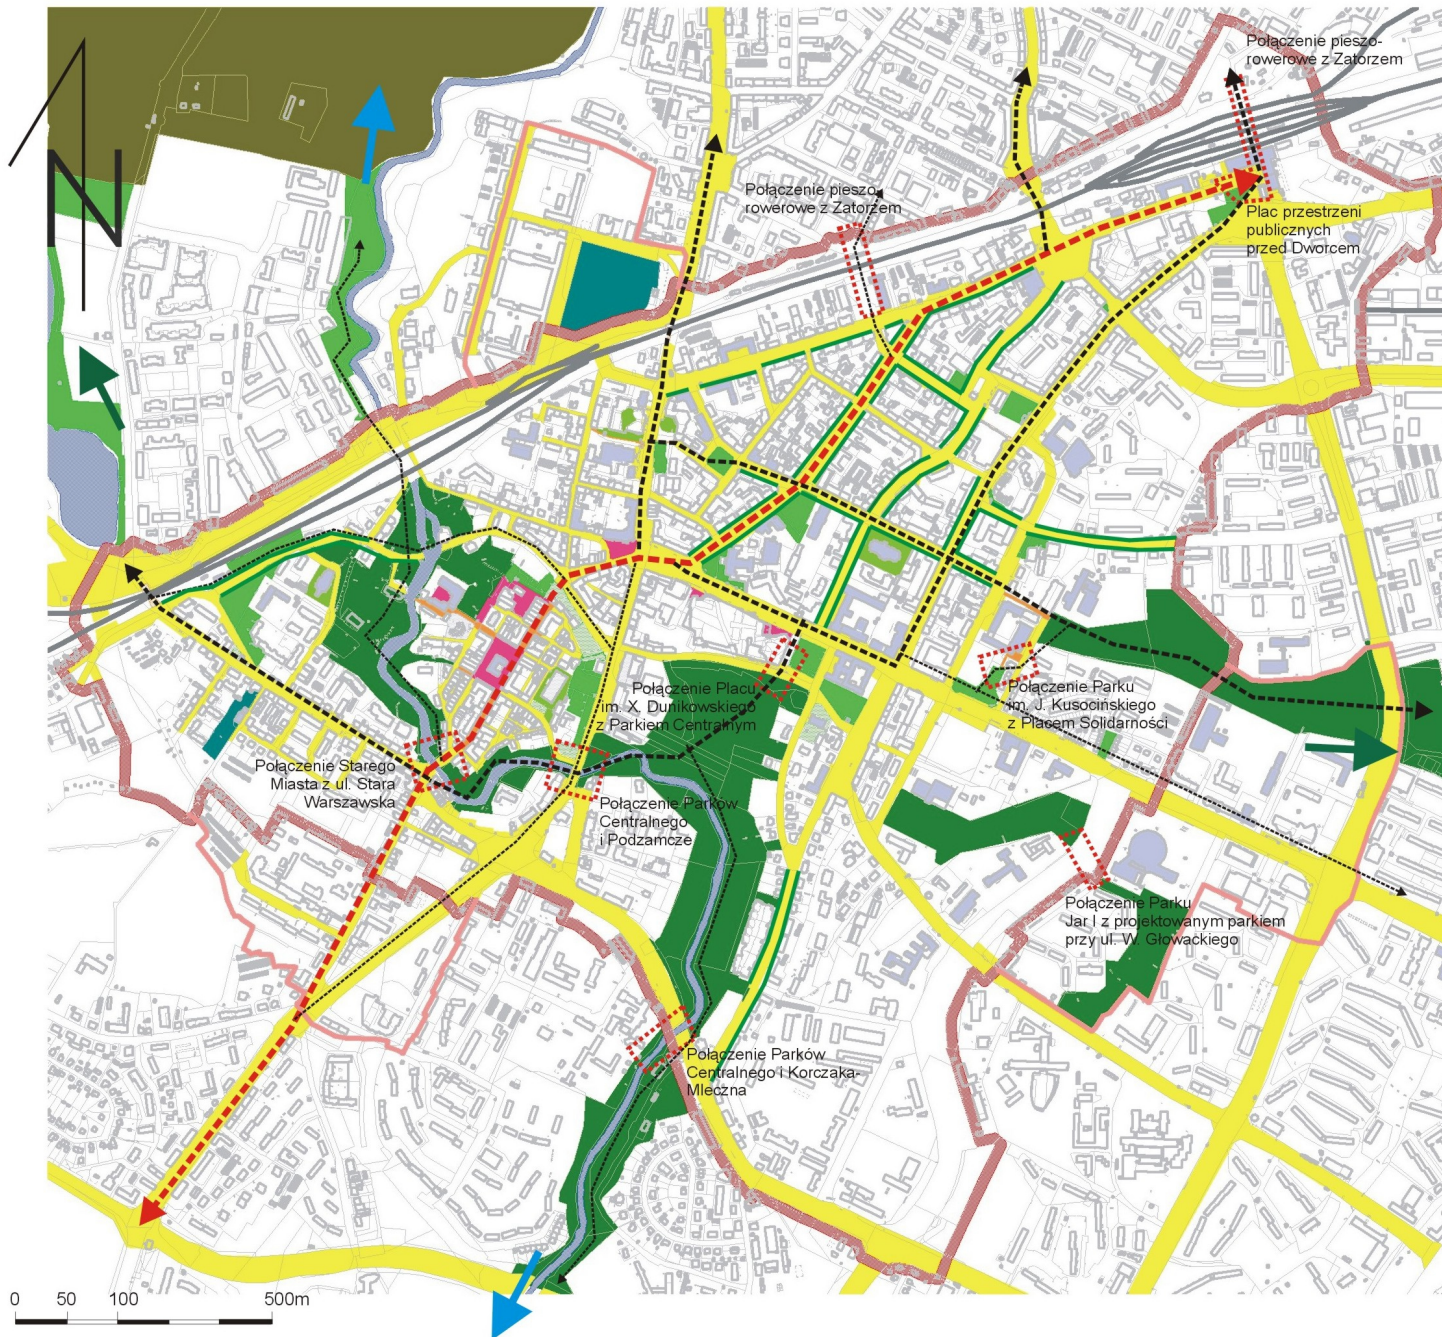 Połączenie pieszo-
rowerowe z Zatorzem
N
Połączenie pieszo-
rowerowe z Zatorzem
Plac przestrzeni
publicznych
przed Dworcem
Połączenie Placu
im. X. Dunikowskiego
z Parkiem Centralnym
Połączenie Parku
im. J. Kusocińskiego
z Placem Solidarności
Połączenie Starego
Miasta z ul. Stara
Warszawska
Połączenie Parków
Centralnego
i Podzamcze
Połączenie Parku
Jar I z projektowanym parkiem
przy ul. W. Głowackiego
Połączenie Parków
Centralnego i Korczaka-
Mleczna
0 50 100 500m